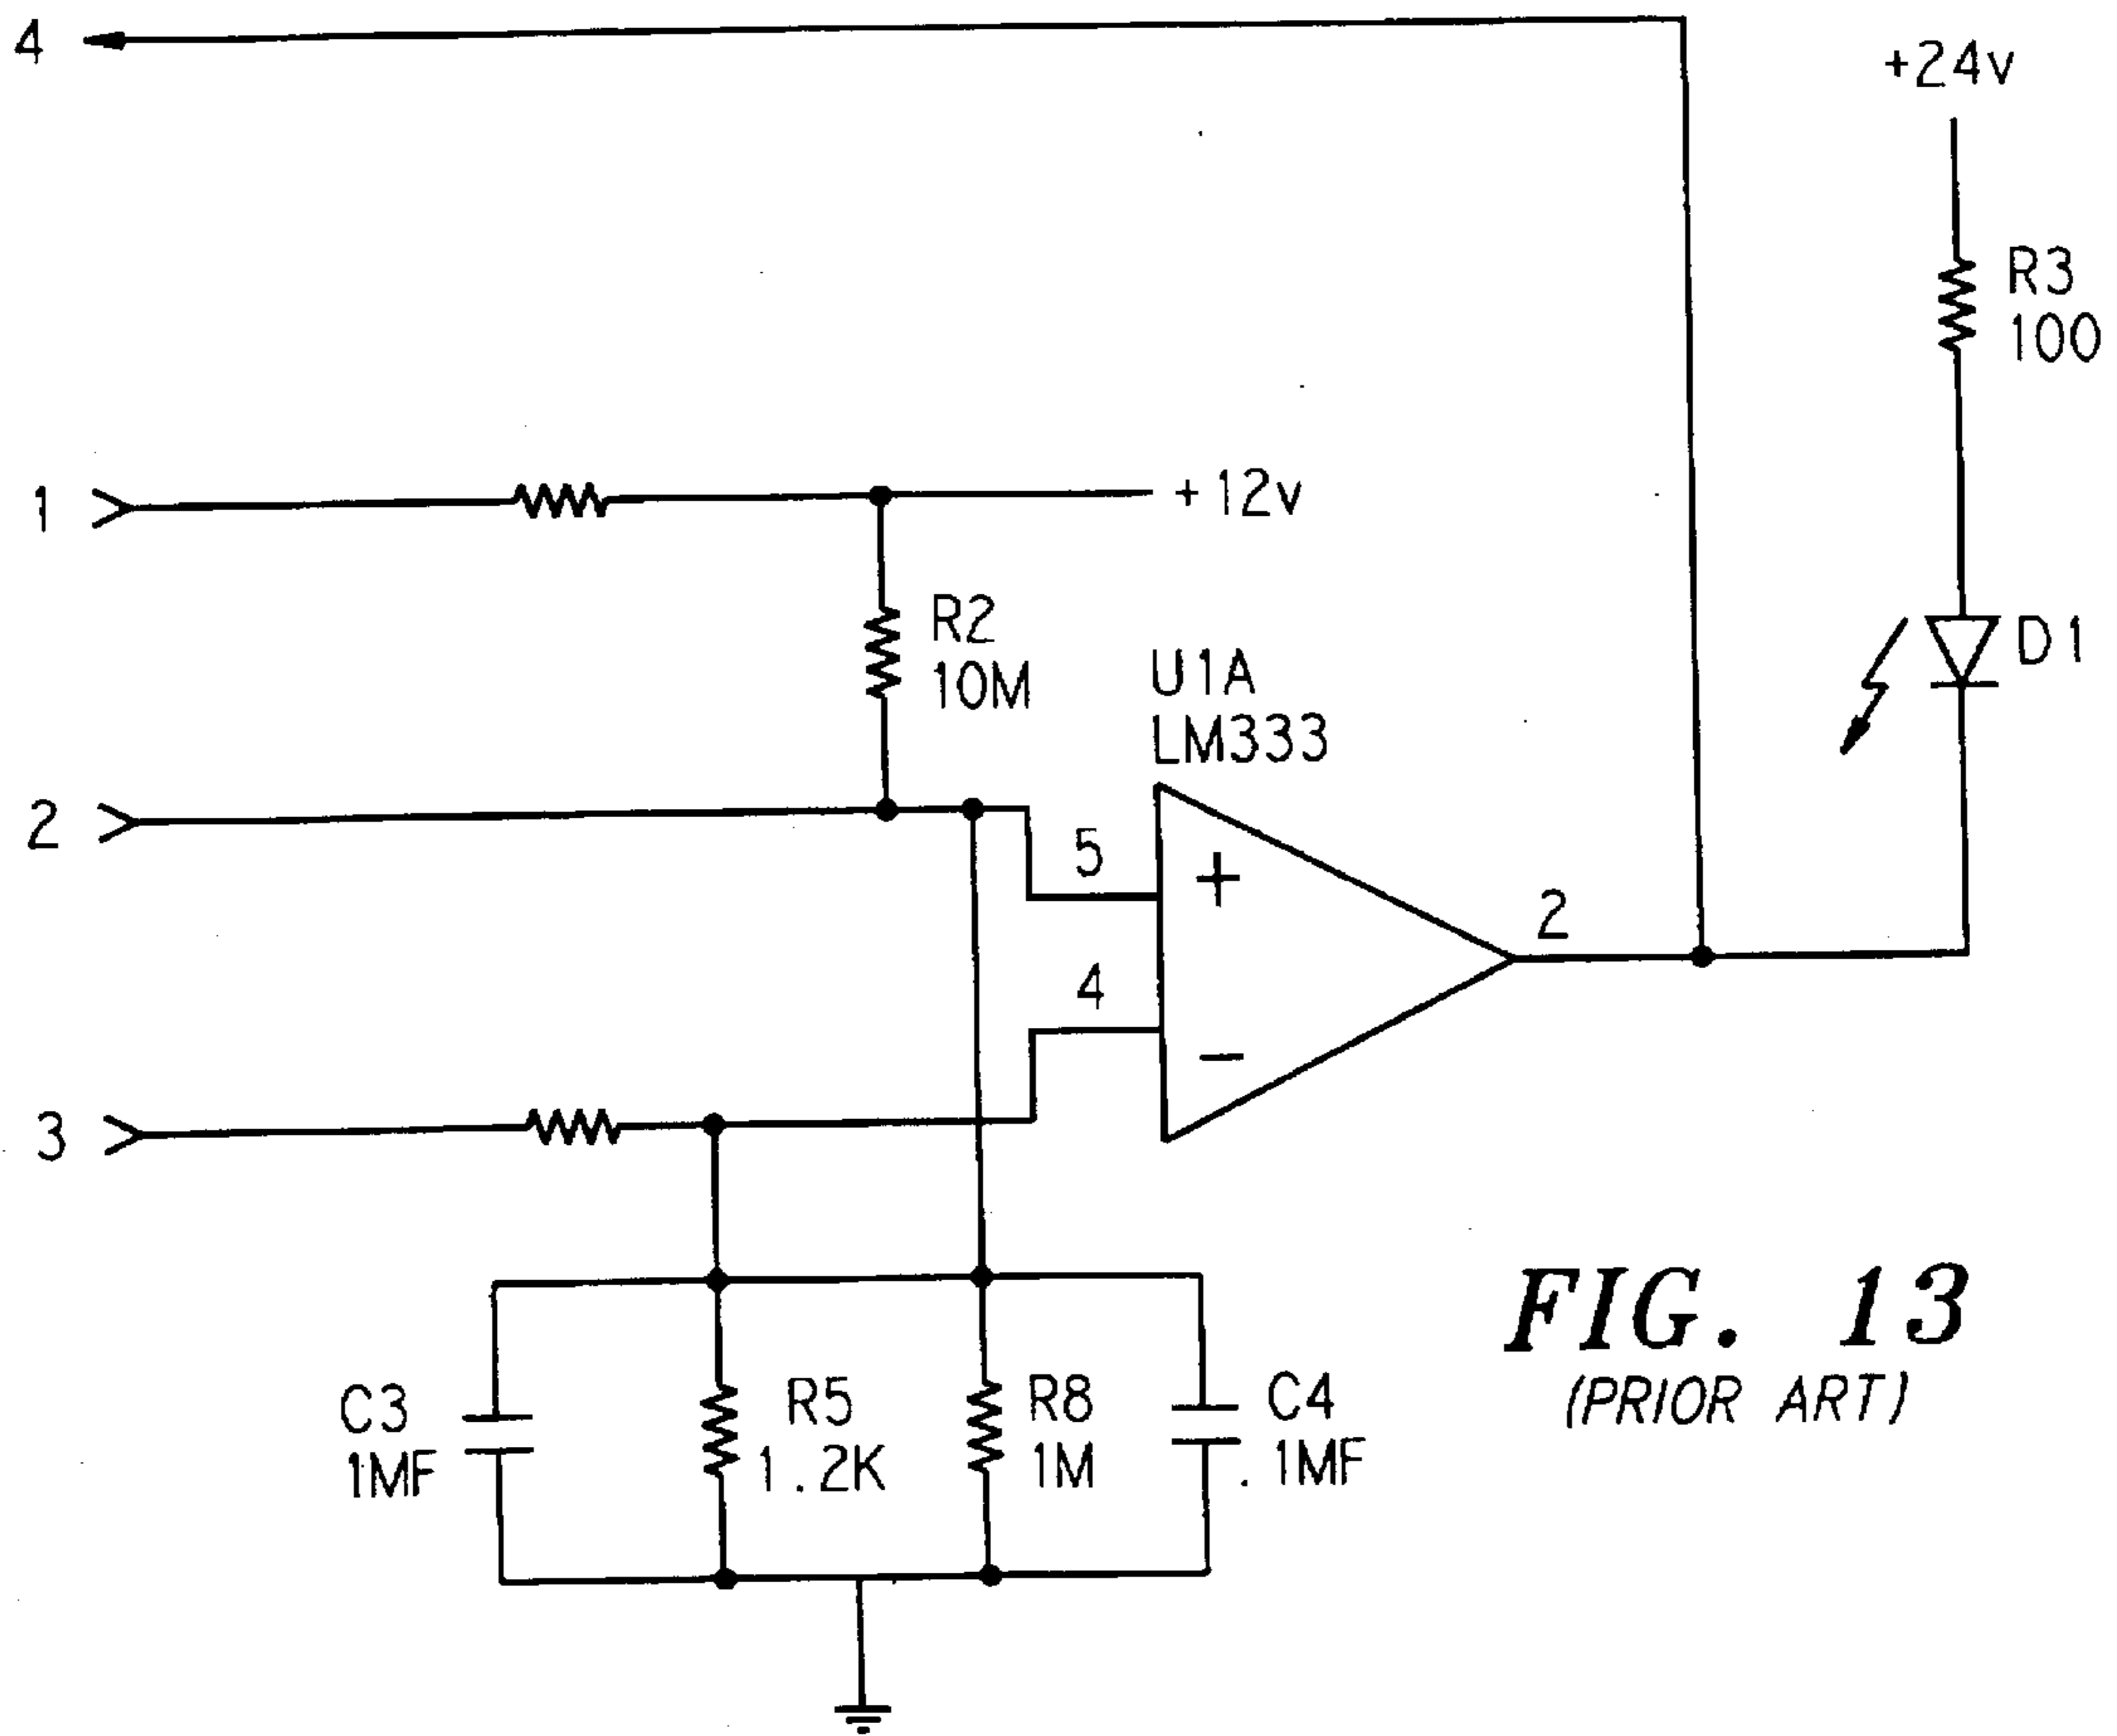 4
+24v
R3
100
1
+12v
R2
10M
U1A
LM333
D1
2
5
+
2
4
-
3
C3
1MF
R5
1.2K
R8
1M
C4
.1MF
FIG. 13
(PRIOR ART)